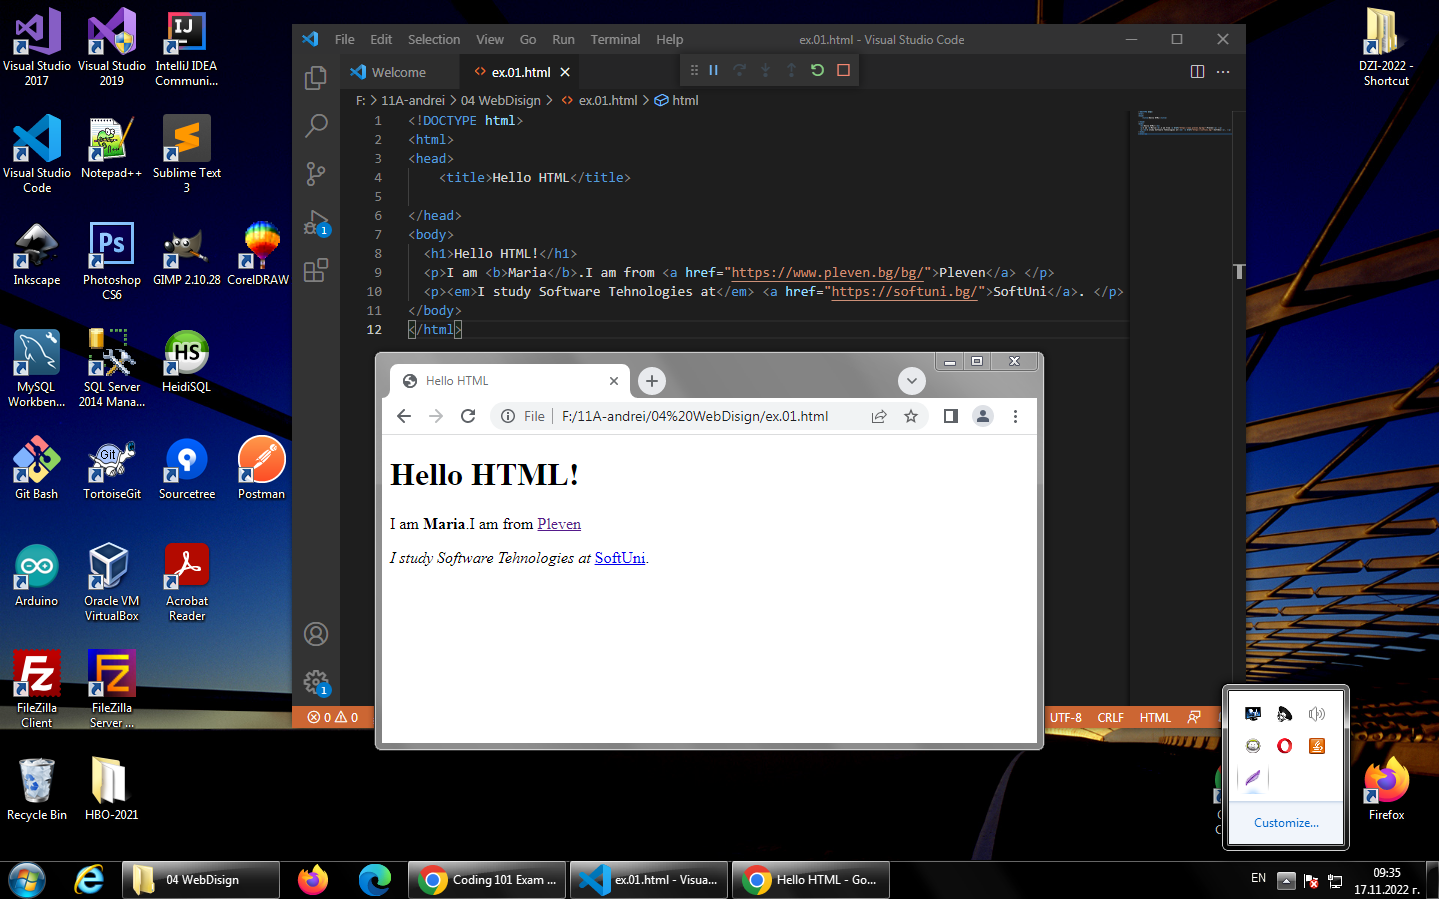 Visual Studio 2017
Visual Studio 2019
IntelliJ IDEA Communi...
Visual Studio Code
Notepad++
Sublime Text 3
Inkscape
Photoshop CS6
GIMP 2.10.28
CorelDRAW
MySQL Workben...
SQL Server 2014 Mana...
HeidiSQL
Git Bash
TortoiseGit
Sourcetree
Postman
Arduino
Oracle VM VirtualBox
Acrobat Reader
FileZilla Client
FileZilla Server ...
Recycle Bin
HBO-2021
DZI-2022 - Shortcut
Firefox
File Edit Selection View Go Run Terminal Help
ex.01.html - Visual Studio Code
Welcome
<> ex.01.html
F: > 11A-andrei > 04 WebDisign > <> ex.01.html > html
1 <!DOCTYPE html>
2 <html>
3 <head>
4 <title>Hello HTML</title>
5
6 </head>
7 <body>
8 <h1>Hello HTML!</h1>
9 <p>I am <b>Maria</b>.I am from <a href="https://www.pleven.bg/bg/">Pleven</a> </p>
10 <p><em>I study Software Tehnologies at</em> <a href="https://softuni.bg/">SoftUni</a>. </p>
11 </body>
12 </html>
1
1
0 0
UTF-8 CRLF HTML
Hello HTML
File F:/11A-andrei/04%20WebDisign/ex.01.html
Hello HTML!
I am Maria.I am from Pleven
I study Software Tehnologies at SoftUni.
Customize...
04 WebDisign
Coding 101 Exam ...
ex.01.html - Visua...
Hello HTML - Go...
EN
09:35
17.11.2022 г.